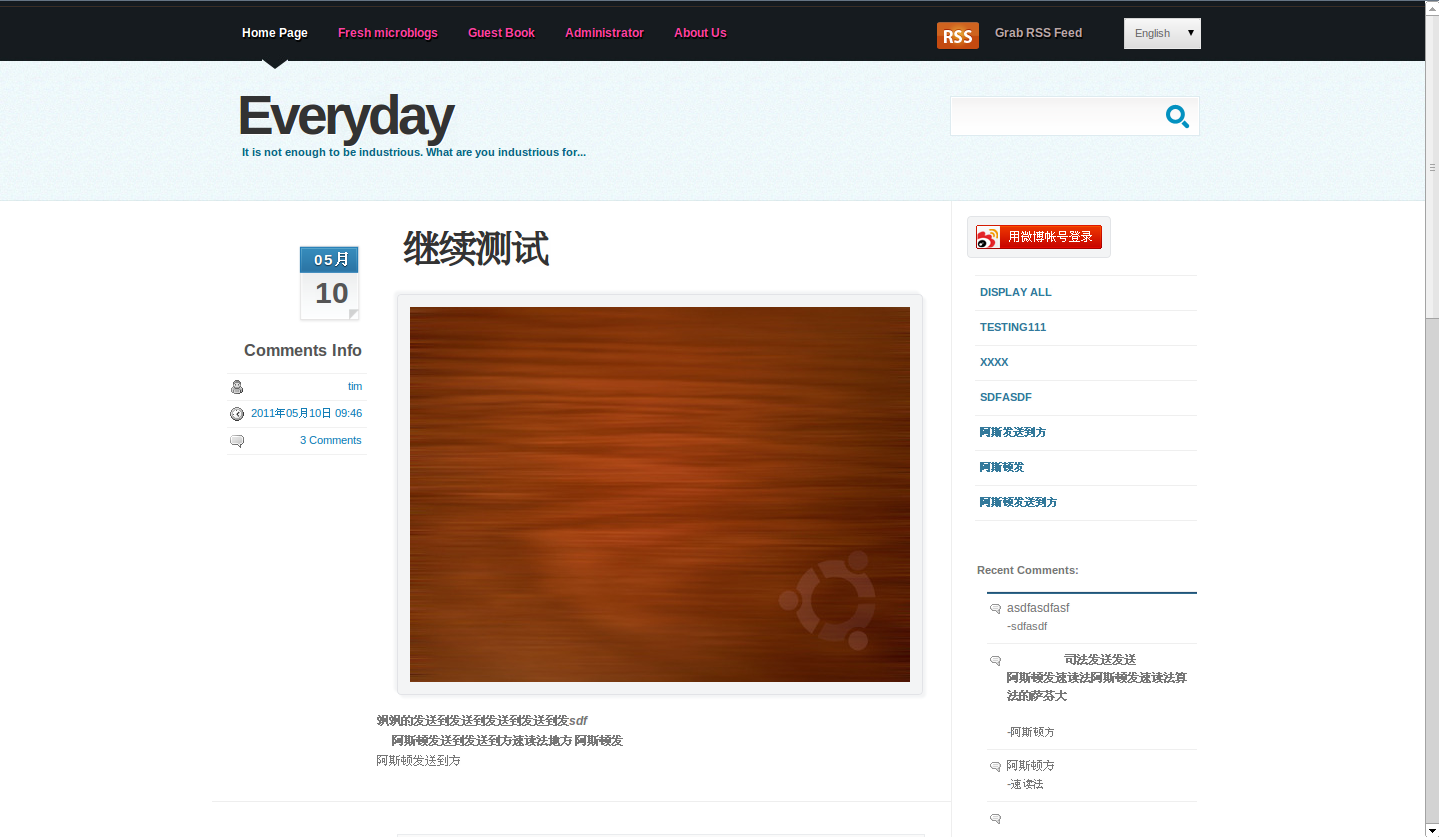 Home Page Fresh microblogs Guest Book Administrator About Us RSS Grab RSS Feed English
Everyday
It is not enough to be industrious. What are you industrious for...
05月
10
Comments Info
tim
2011年05月10日 09:46
3 Comments
继续测试
的发送到发送到发送到发送到发sdf
阿斯顿发送到发送到方速读法地方 阿斯顿发
阿斯顿发送到方
用微博帐号登录
DISPLAY ALL
TESTING111
XXXX
SDFASDF
阿斯发送到方
阿斯顿发
阿斯顿发送到方
Recent Comments:
asdfasdfasf
-sdfasdf
司法发送发送
阿斯顿发速读法阿斯顿发速读法算
法的萨芬大
-阿斯顿方
阿斯顿方
-速读法